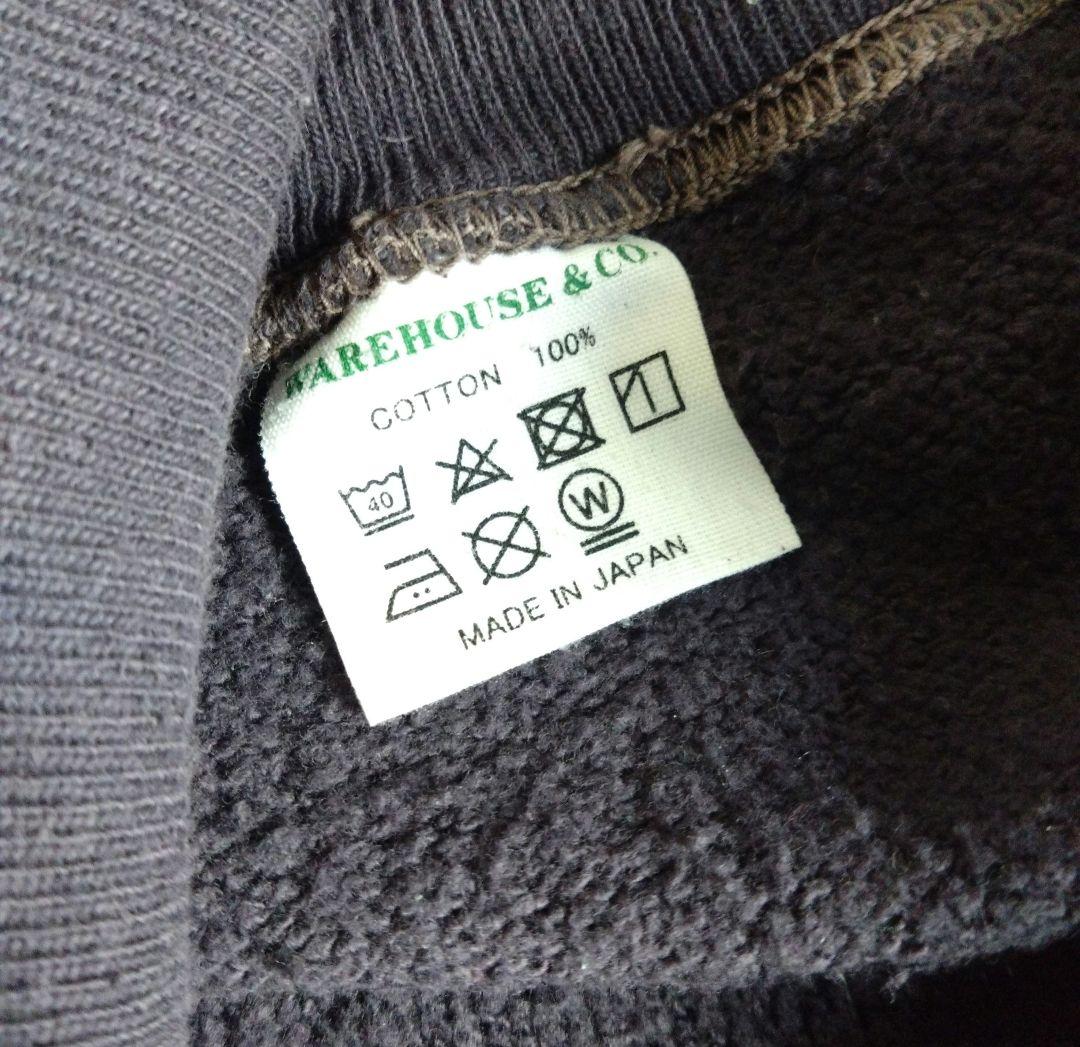 WAREHOUSE & CO.
COTTON 100%
40
W
MADE IN JAPAN